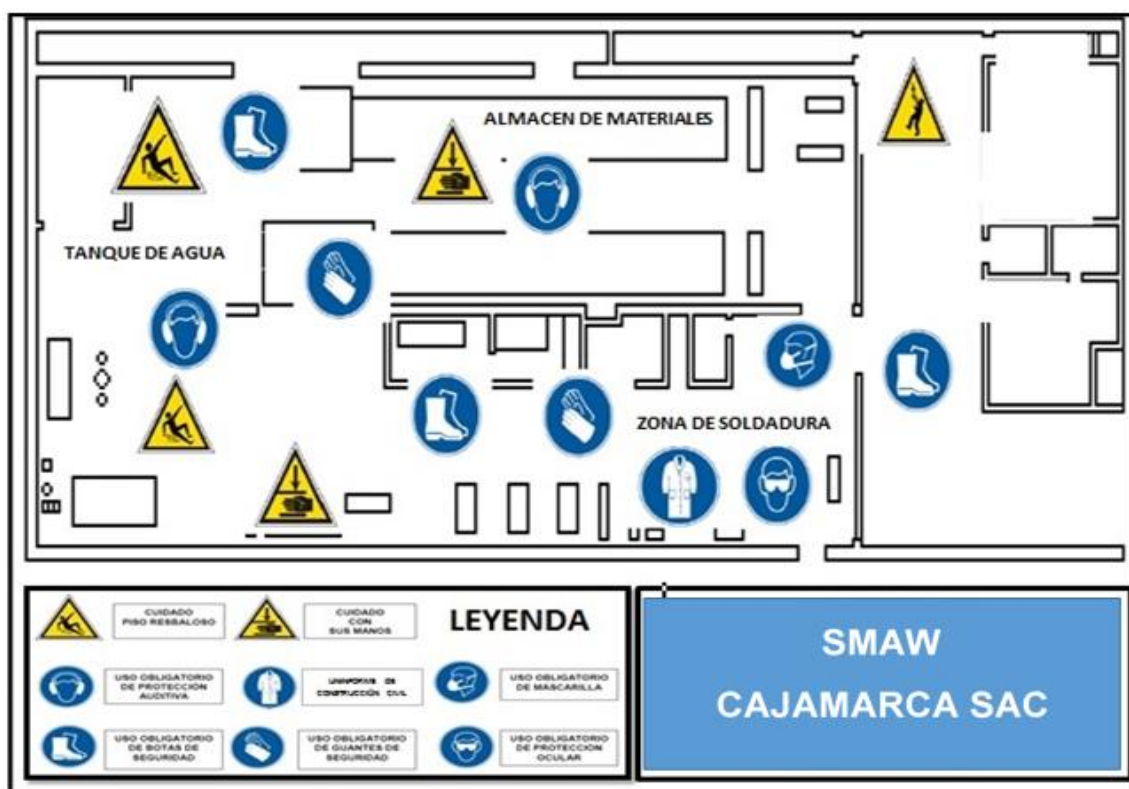 ALMACEN DE MATERIALES
TANQUE DE AGUA
ZONA DE SOLDADURA
LEYENDA
CUIDADO
PISO RESBALOSO
CUIDADO
CON
SUS MANOS
USO OBLIGATORIO
DE PROTECCIÓN
AUDITIVA
UNINFORME DE
CONSTRUCCIÓN CIVIL
USO OBLIGATORIO
DE MASCARILLA
USO OBLIGATORIO
DE BOTAS DE
SEGURIDAD
USO OBLIGATORIO
DE GUANTES DE
SEGURIDAD
USO OBLIGATORIO
DE PROTECCION
OCULAR
SMAW
CAJAMARCA SAC